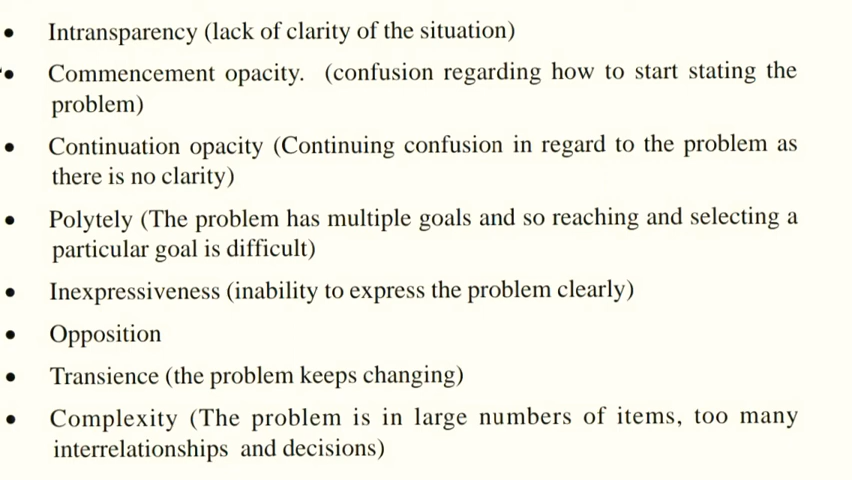 • Intransparency (lack of clarity of the situation)
• Commencement opacity. (confusion regarding how to start stating the
problem)
• Continuation opacity (Continuing confusion in regard to the problem as
there is no clarity)
• Polytely (The problem has multiple goals and so reaching and selecting a
particular goal is difficult)
• Inexpressiveness (inability to express the problem clearly)
• Opposition
• Transience (the problem keeps changing)
• Complexity (The problem is in large numbers of items, too many
interrelationships and decisions)